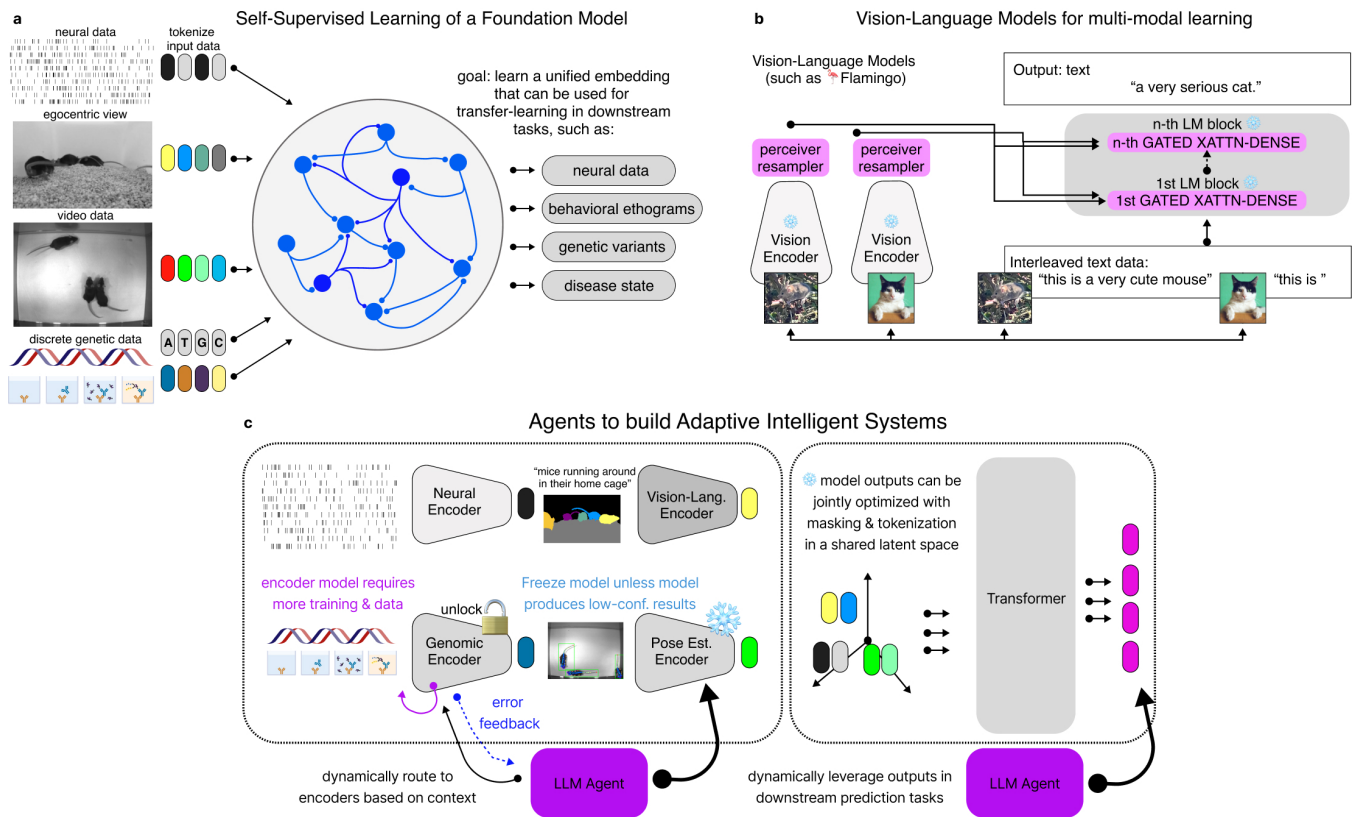 a
Self-Supervised Learning of a Foundation Model
neural data
tokenize
input data
egocentric view
video data
discrete genetic data
A T G C
goal: learn a unified embedding
that can be used for
transfer-learning in downstream
tasks, such as:
neural data
behavioral ethograms
genetic variants
disease state
b
Vision-Language Models for multi-modal learning
Vision-Language Models
(such as 🦩Flamingo)
Output: text
“a very serious cat.”
perceiver
resampler
perceiver
resampler
n-th LM block
n-th GATED XATTN-DENSE
1st LM block
1st GATED XATTN-DENSE
Vision
Encoder
Vision
Encoder
Interleaved text data:
“this is a very cute mouse”
“this is ”
c
Agents to build Adaptive Intelligent Systems
Neural
Encoder
“mice running around
in their home cage”
Vision-Lang.
Encoder
encoder model requires
more training & data
unlock
Genomic
Encoder
Freeze model unless model
produces low-conf. results
Pose Est.
Encoder
error
feedback
dynamically route to
encoders based on context
LLM Agent
model outputs can be
jointly optimized with
masking & tokenization
in a shared latent space
Transformer
dynamically leverage outputs in
downstream prediction tasks
LLM Agent